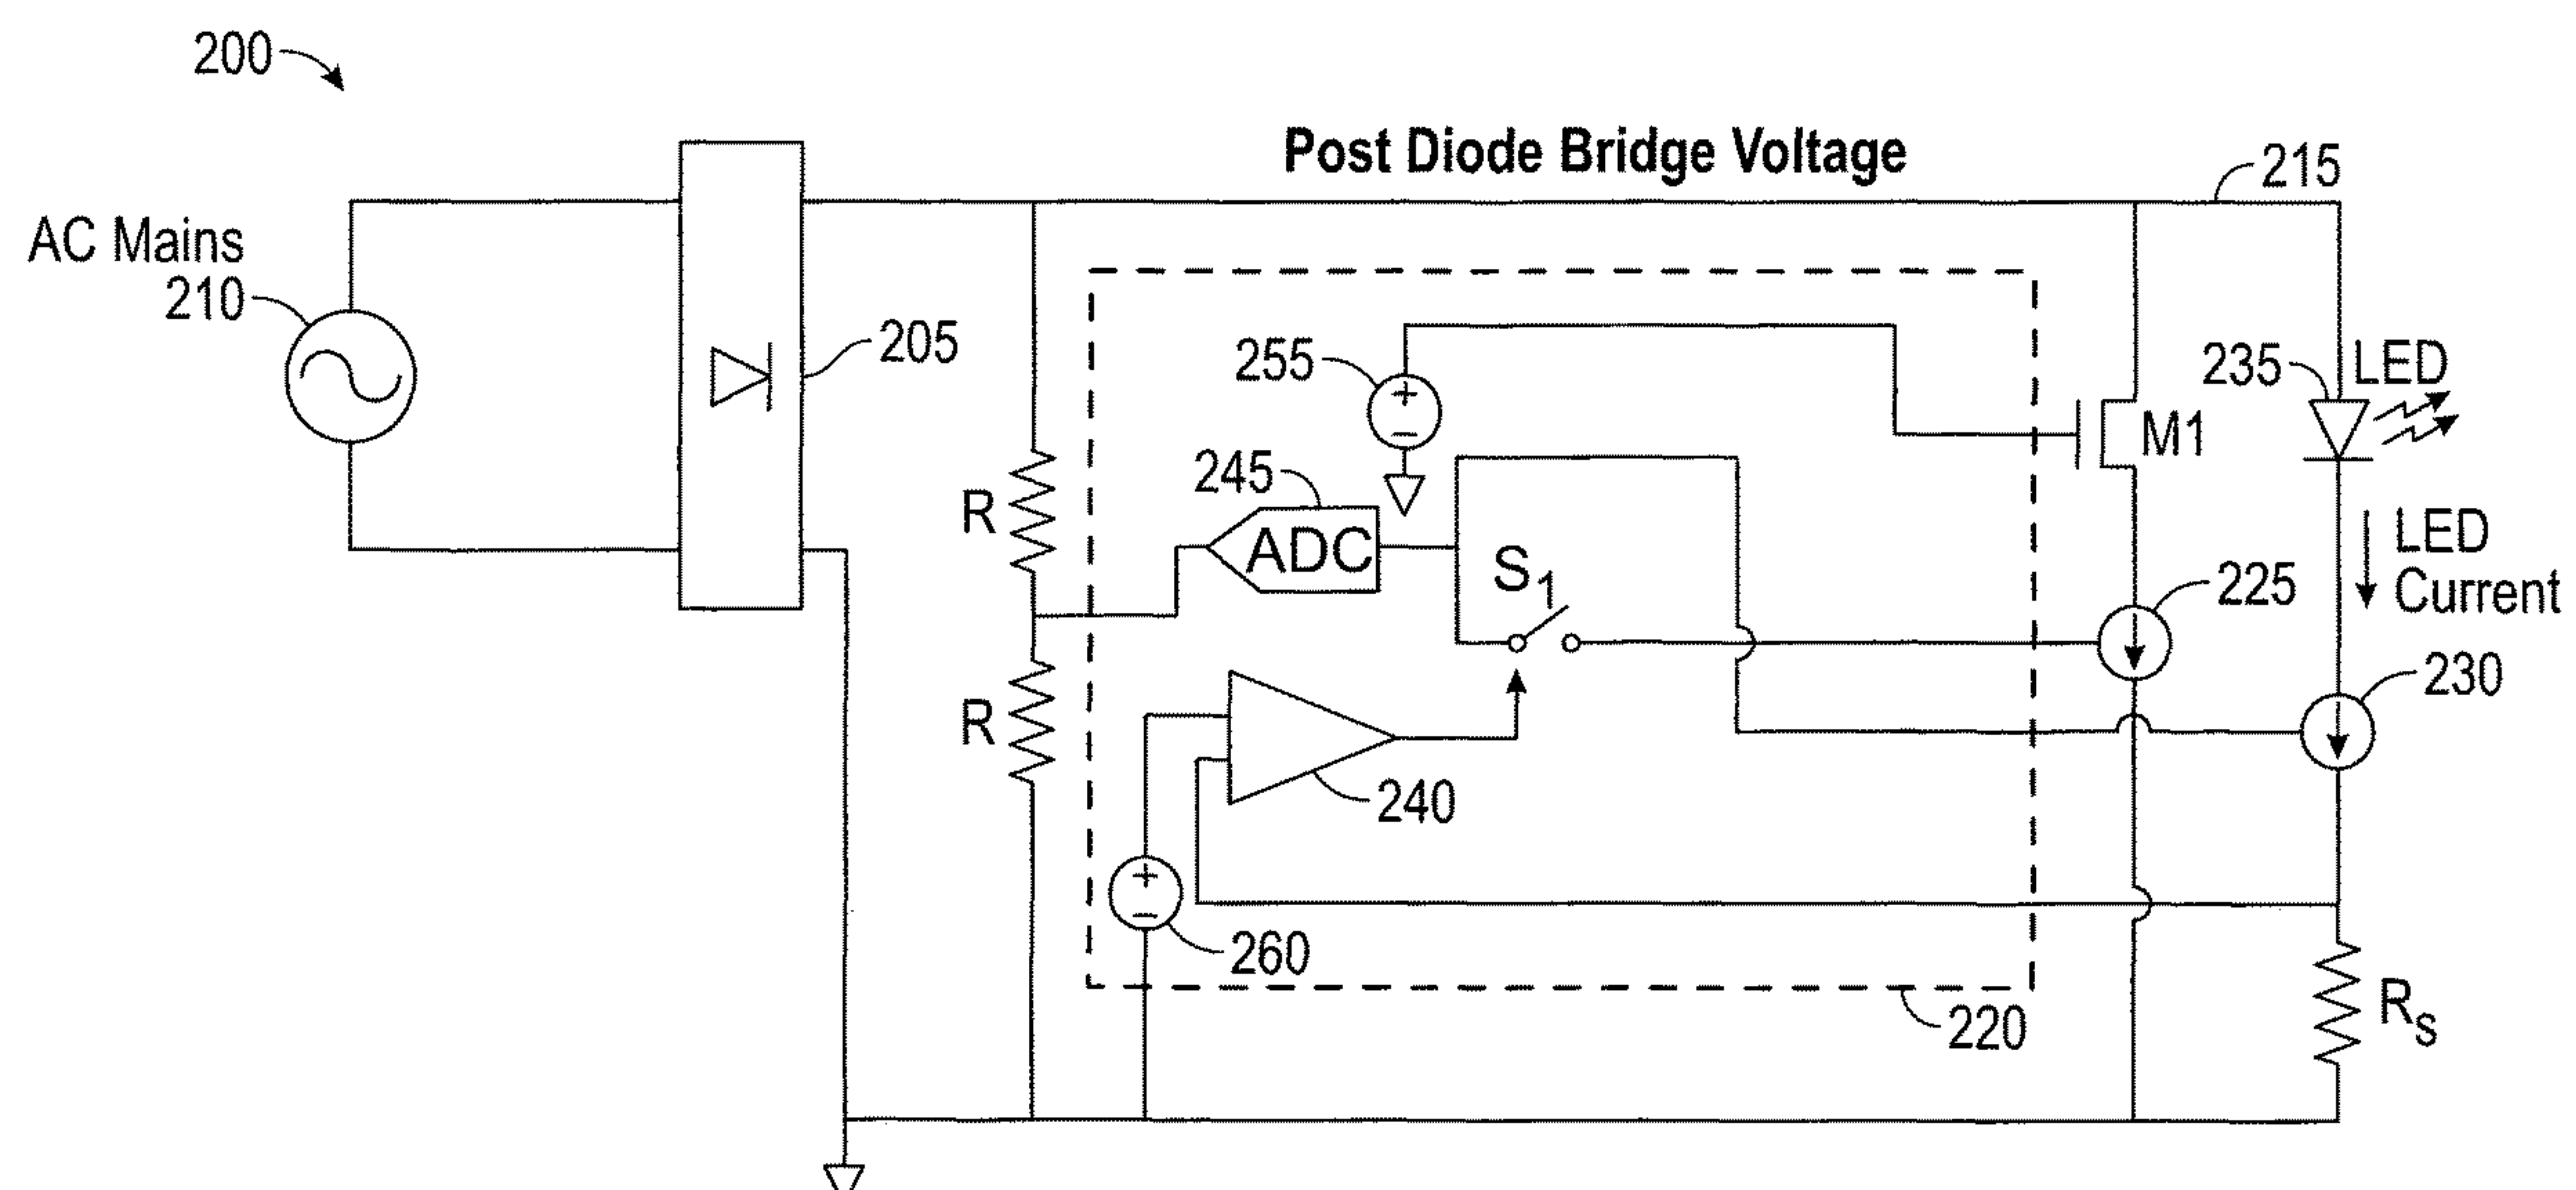 200
Post Diode Bridge Voltage
215
AC Mains
210
205
255
235
LED
M1
245
ADC
R
S1
LED
Current
225
230
R
240
260
220
RS
+
−
+
−